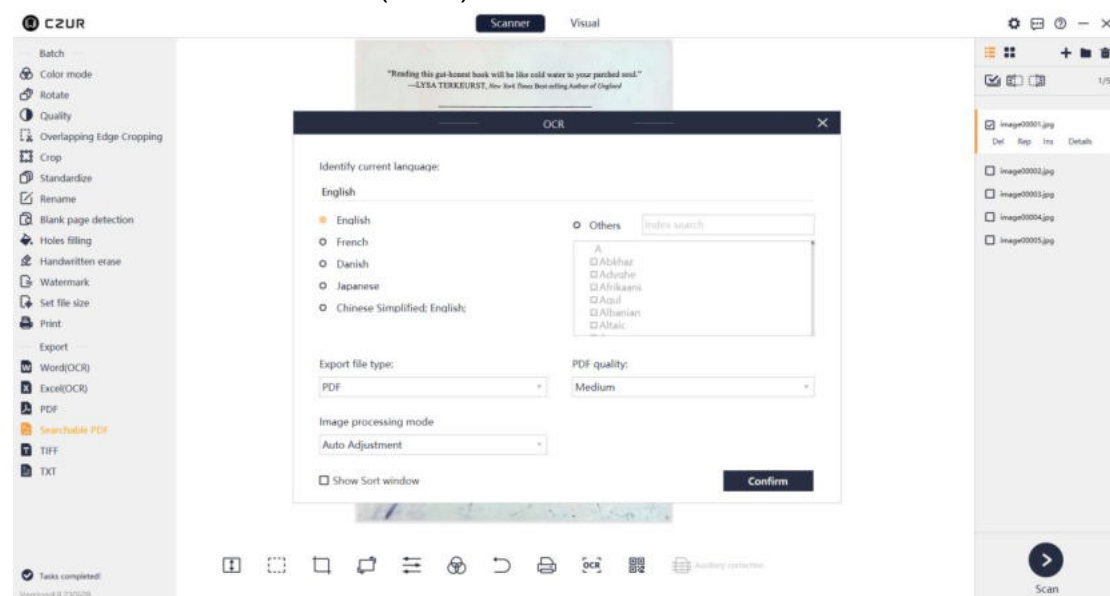 CZUR
Scanner
Visual
Batch
Color mode
Rotate
Quality
Overlapping Edge Cropping
Crop
Standardize
Rename
Blank page detection
Holes filling
Handwritten erase
Watermark
Set file size
Print
Export
Word(OCR)
Excel(OCR)
PDF
Searchable PDF
TIFF
TXT
Tasks completed!
"Reading this gut-honest book will be like cold water to your parched soul."
—LYSA TERKEURST, New York Times Best-selling Author of Unglued
OCR
Identify current language:
English
English
French
Danish
Japanese
Chinese Simplified; English;
Others
Index search
A
Abkhaz
Adyghe
Afrikaans
Agul
Albanian
Altaic
Export file type:
PDF
PDF quality:
Medium
Image processing mode
Auto Adjustment
Show Sort window
Confirm
OCR
Auxiliary correction
1/5
image00001.jpg
Del Rep Ins Details
image00002.jpg
image00003.jpg
image00004.jpg
image00005.jpg
Scan